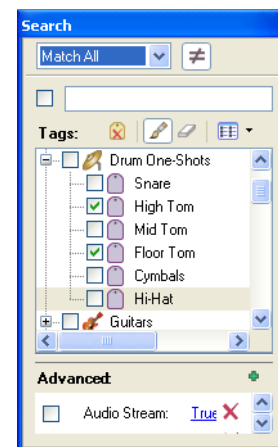 Search
Match All
Tags:
Drum One-Shots
Snare
High Tom
Mid Tom
Floor Tom
Cymbals
Hi-Hat
Guitars
Advanced:
Audio Stream: True